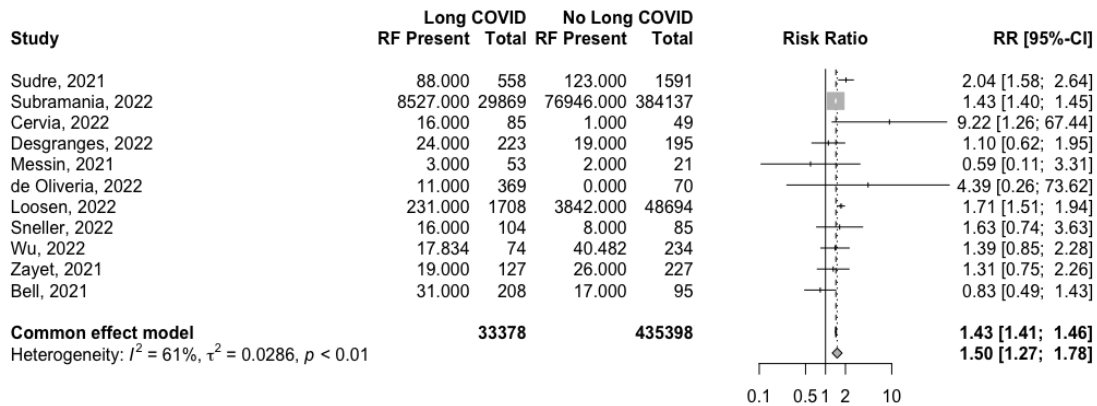 Long COVID No Long COVID
Study RF Present Total RF Present Total Risk Ratio RR [95%-CI]
Sudre, 2021 88.000 558 123.000 1591 2.04 [1.58; 2.64]
Subramania, 2022 8527.000 29869 76946.000 384137 1.43 [1.40; 1.45]
Cervia, 2022 16.000 85 1.000 49 9.22 [1.26; 67.44]
Desgranges, 2022 24.000 223 19.000 195 1.10 [0.62; 1.95]
Messin, 2021 3.000 53 2.000 21 0.59 [0.11; 3.31]
de Oliveria, 2022 11.000 369 0.000 70 4.39 [0.26; 73.62]
Loosen, 2022 231.000 1708 3842.000 48694 1.71 [1.51; 1.94]
Sneller, 2022 16.000 104 8.000 85 1.63 [0.74; 3.63]
Wu, 2022 17.834 74 40.482 234 1.39 [0.85; 2.28]
Zayet, 2021 19.000 127 26.000 227 1.31 [0.75; 2.26]
Bell, 2021 31.000 208 17.000 95 0.83 [0.49; 1.43]
Common effect model 33378 435398 1.43 [1.41; 1.46]
Heterogeneity: I² = 61%, τ² = 0.0286, p < 0.01 1.50 [1.27; 1.78]
0.1 0.5 1 2 10